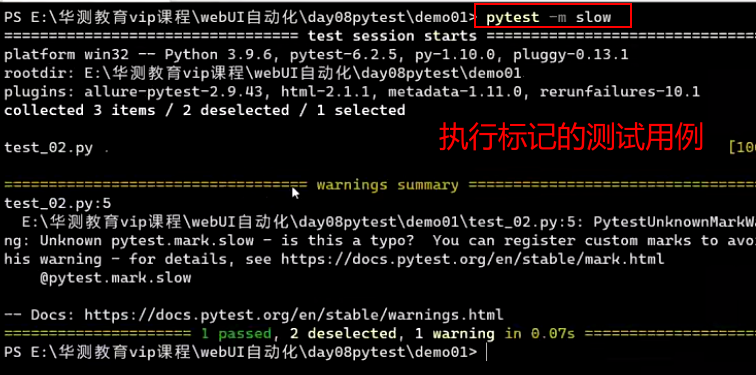 PS E:\华测教育vip课程\webUI自动化\day08pytest\demo01> pytest -m slow
================================ test session starts ================================
platform win32 -- Python 3.9.6, pytest-6.2.5, py-1.10.0, pluggy-0.13.1
rootdir: E:\华测教育vip课程\webUI自动化\day08pytest\demo01
plugins: allure-pytest-2.9.43, html-2.1.1, metadata-1.11.0, rerunfailures-10.1
collected 3 items / 2 deselected / 1 selected
执行标记的测试用例
test_02.py . [10
================================= warnings summary =================================
test_02.py:5
E:\华测教育vip课程\webUI自动化\day08pytest\demo01\test_02.py:5: PytestUnknownMarkWa
ng: Unknown pytest.mark.slow - is this a typo? You can register custom marks to avo
his warning - for details, see https://docs.pytest.org/en/stable/mark.html
@pytest.mark.slow
-- Docs: https://docs.pytest.org/en/stable/warnings.html
==================== 1 passed, 2 deselected, 1 warning in 0.07s ====================
PS E:\华测教育vip课程\webUI自动化\day08pytest\demo01>